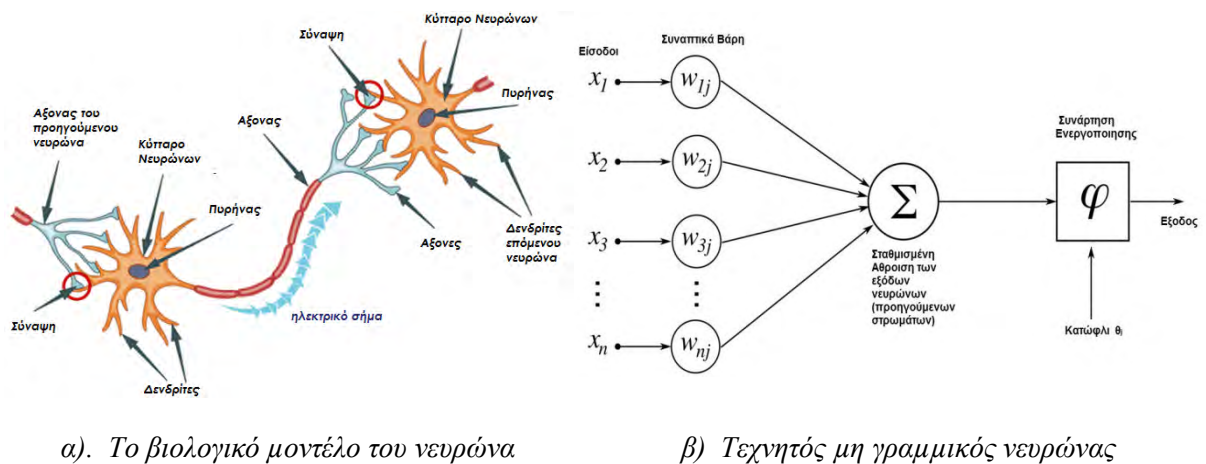 Σύναψη
Κύτταρο Νευρώνων
Πυρήνας
Αξονας του
προηγούμενου
νευρώνα
Κύτταρο
Νευρώνων
Αξονας
Πυρήνας
Δενδρίτες
επόμενου
νευρώνα
Αξονες
Σύναψη
ηλεκτρικό σήμα
Δενδρίτες
α). Το βιολογικό μοντέλο του νευρώνα
Είσοδοι
Συναπτικά Βάρη
x1 w1j
x2 w2j
x3 w3j
xn wnj
Σ
Σταθμισμένη
Αθροιση των
εξόδων
νευρώνων
(προηγούμενων
στρωμάτων)
Συνάρτηση
Ενεργοποιησης
φ
Εξοδος
Κατώφλι θj
β) Τεχνητός μη γραμμικός νευρώνας